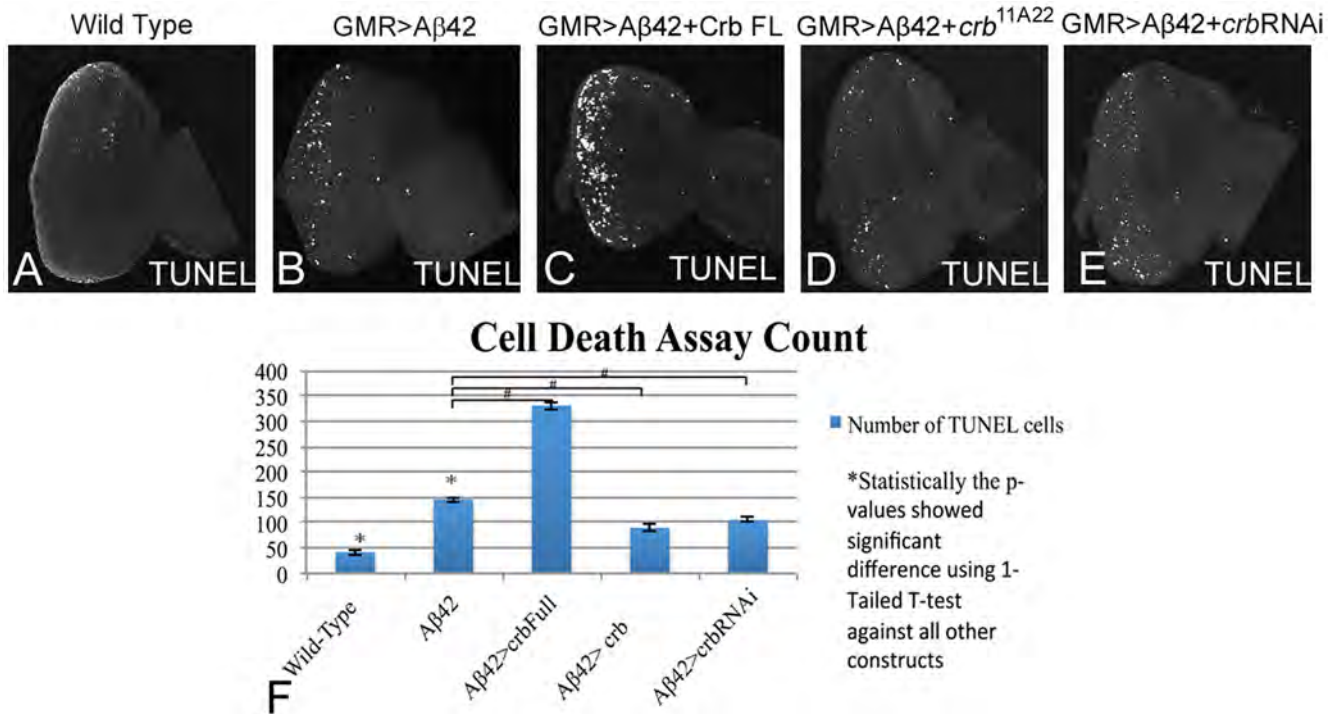 Wild Type
GMR>Aβ42
GMR>Aβ42+Crb FL
GMR>Aβ42+crb11A22
GMR>Aβ42+crbRNAi
A TUNEL
B TUNEL
C TUNEL
D TUNEL
E TUNEL
Cell Death Assay Count
400
350
300
250
200
150
100
50
0
#
#
#
*
*
Wild-Type
Aβ42
Aβ42>crbFull
Aβ42> crb
Aβ42>crbRNAi
Number of TUNEL cells
*Statistically the p-
values showed
significant
difference using 1-
Tailed T-test
against all other
constructs
F